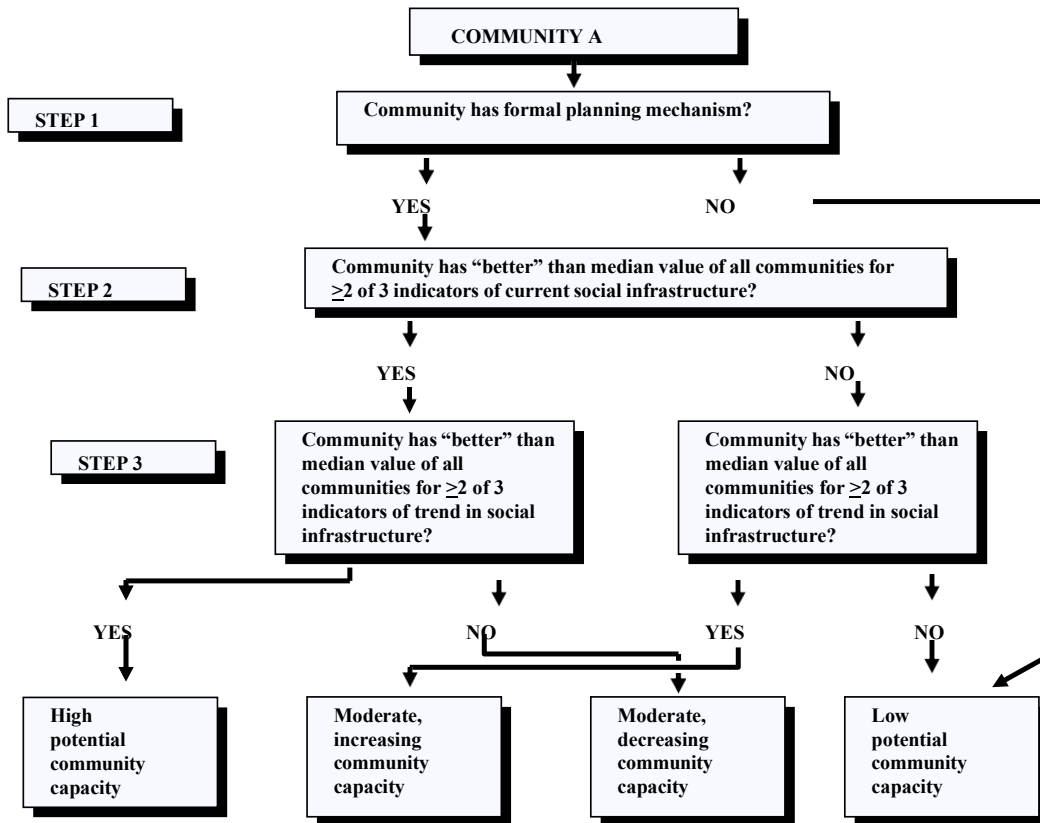 COMMUNITY A
STEP 1
Community has formal planning mechanism?
YES
NO
STEP 2
Community has “better” than median value of all communities for
≥2 of 3 indicators of current social infrastructure?
YES
NO
STEP 3
Community has “better” than
median value of all
communities for ≥2 of 3
indicators of trend in social
infrastructure?
Community has “better” than
median value of all
communities for ≥2 of 3
indicators of trend in social
infrastructure?
YES
NO
YES
NO
High
potential
community
capacity
Moderate,
increasing
community
capacity
Moderate,
decreasing
community
capacity
Low
potential
community
capacity